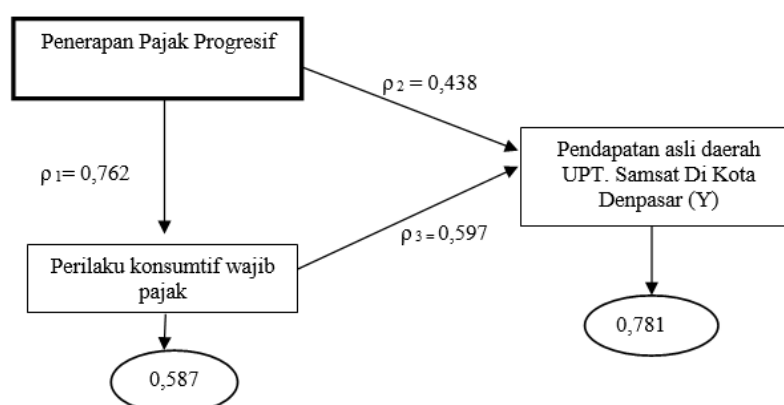 Penerapan Pajak Progresif
ρ 2 = 0,438
Pendapatan asli daerah
UPT. Samsat Di Kota
Denpasar (Y)
ρ 1= 0,762
ρ 3 = 0,597
Perilaku konsumtif wajib
pajak
0,781
0,587